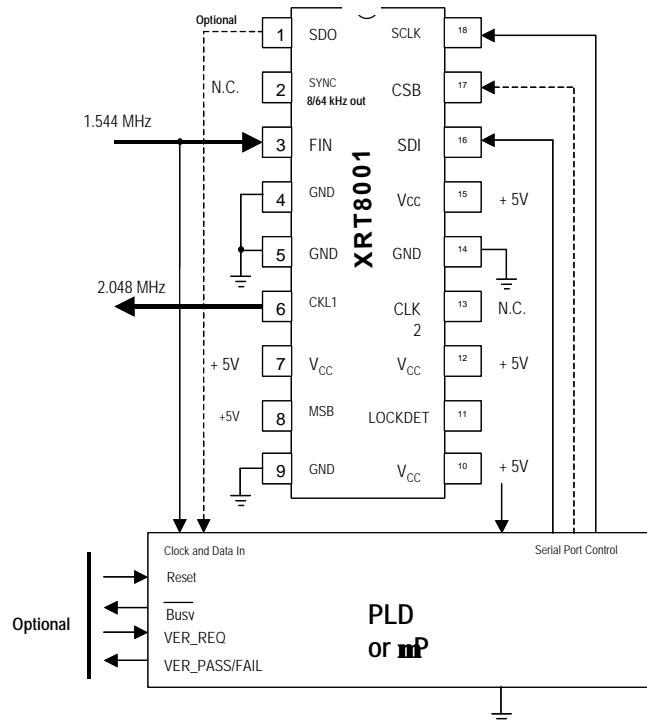 Optional
1 SDO SCLK 18
N.C. 2 SYNC CSB 17
8/64 kHz out
1.544 MHz
3 FIN SDI 16
XRT8001
4 GND Vcc 15 + 5V
5 GND GND 14
2.048 MHz
6 CKL1 CLK 13 N.C.
2
+ 5V 7 VCC VCC 12 + 5V
+5V 8 MSB LOCKDET 11
9 GND VCC 10 + 5V
Clock and Data In Serial Port Control
Reset
Busy
Optional
VER_REQ
VER_PASS/FAIL
PLD
or mP